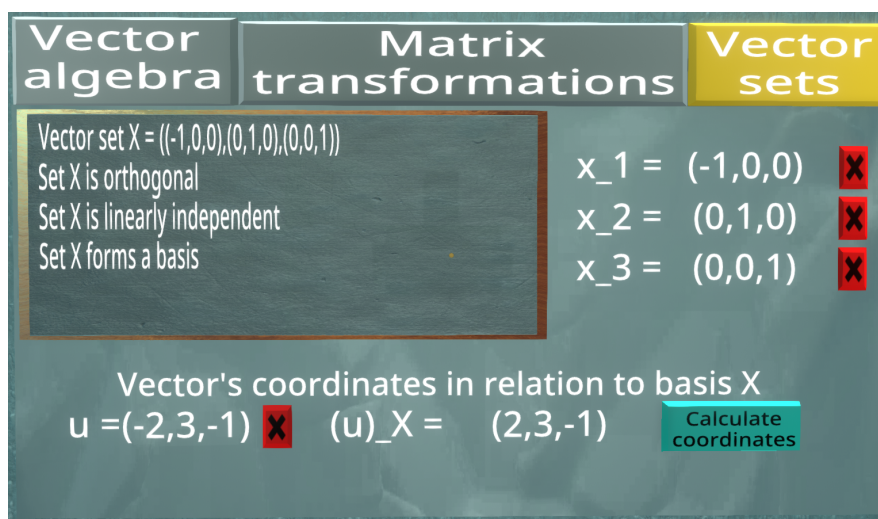 Vector algebra
Matrix transformations
Vector sets
Vector set X = ((-1,0,0),(0,1,0),(0,0,1))
Set X is orthogonal
Set X is linearly independent
Set X forms a basis
x_1 = (-1,0,0) X
x_2 = (0,1,0) X
x_3 = (0,0,1) X
Vector's coordinates in relation to basis X
u =(-2,3,-1) X (u)_X = (2,3,-1)
Calculate
coordinates